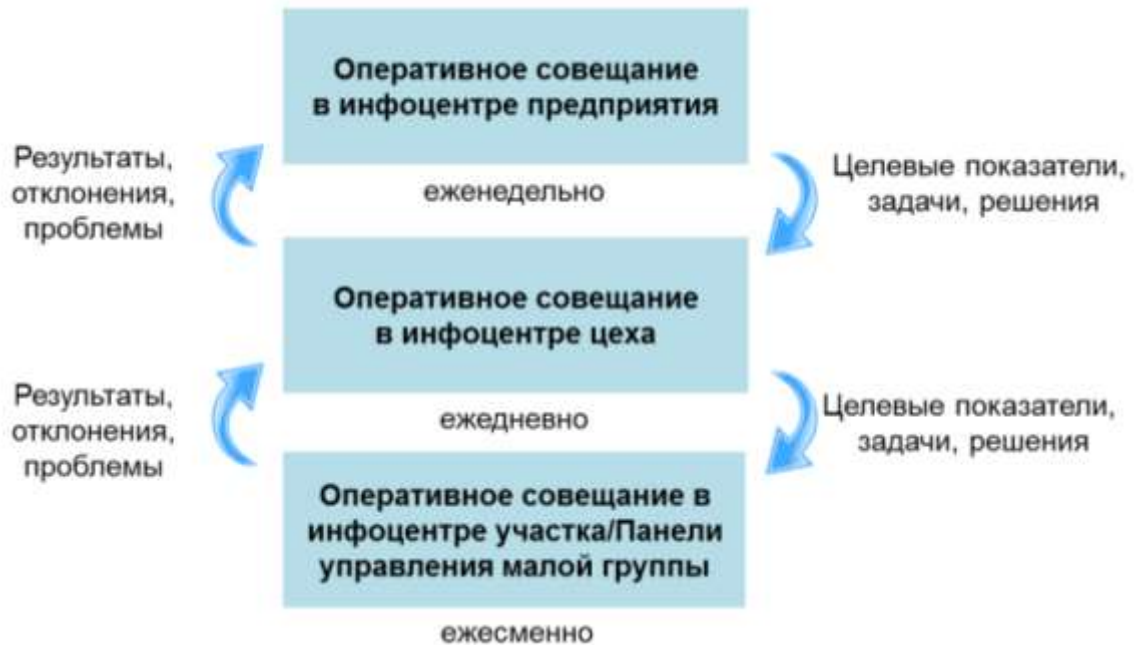 Оперативное совещание
в инфоцентре предприятия
Результаты,
отклонения,
проблемы
еженедельно
Целевые показатели,
задачи, решения
Оперативное совещание
в инфоцентре цеха
Результаты,
отклонения,
проблемы
ежедневно
Целевые показатели,
задачи, решения
Оперативное совещание в
инфоцентре участка/Панели
управления малой группы
ежесменно